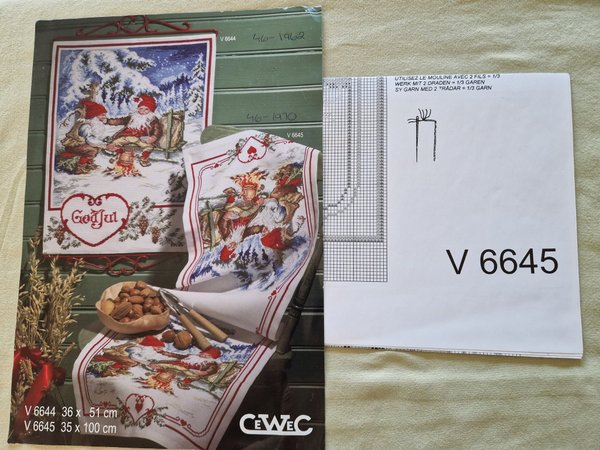 V 6644
46-1962
46-1970
V 6645
God Jul
V 6644 36 x 51 cm
V 6645 35 x 100 cm
CEWEC
UTILISEZ LE MOULINE AVEC 2 FILS = 1/3
WERK MIT 2 DRADEN = 1/3 GAREN
SY GARN MED 2 TRÅDAR = 1/3 GARN
V 6645